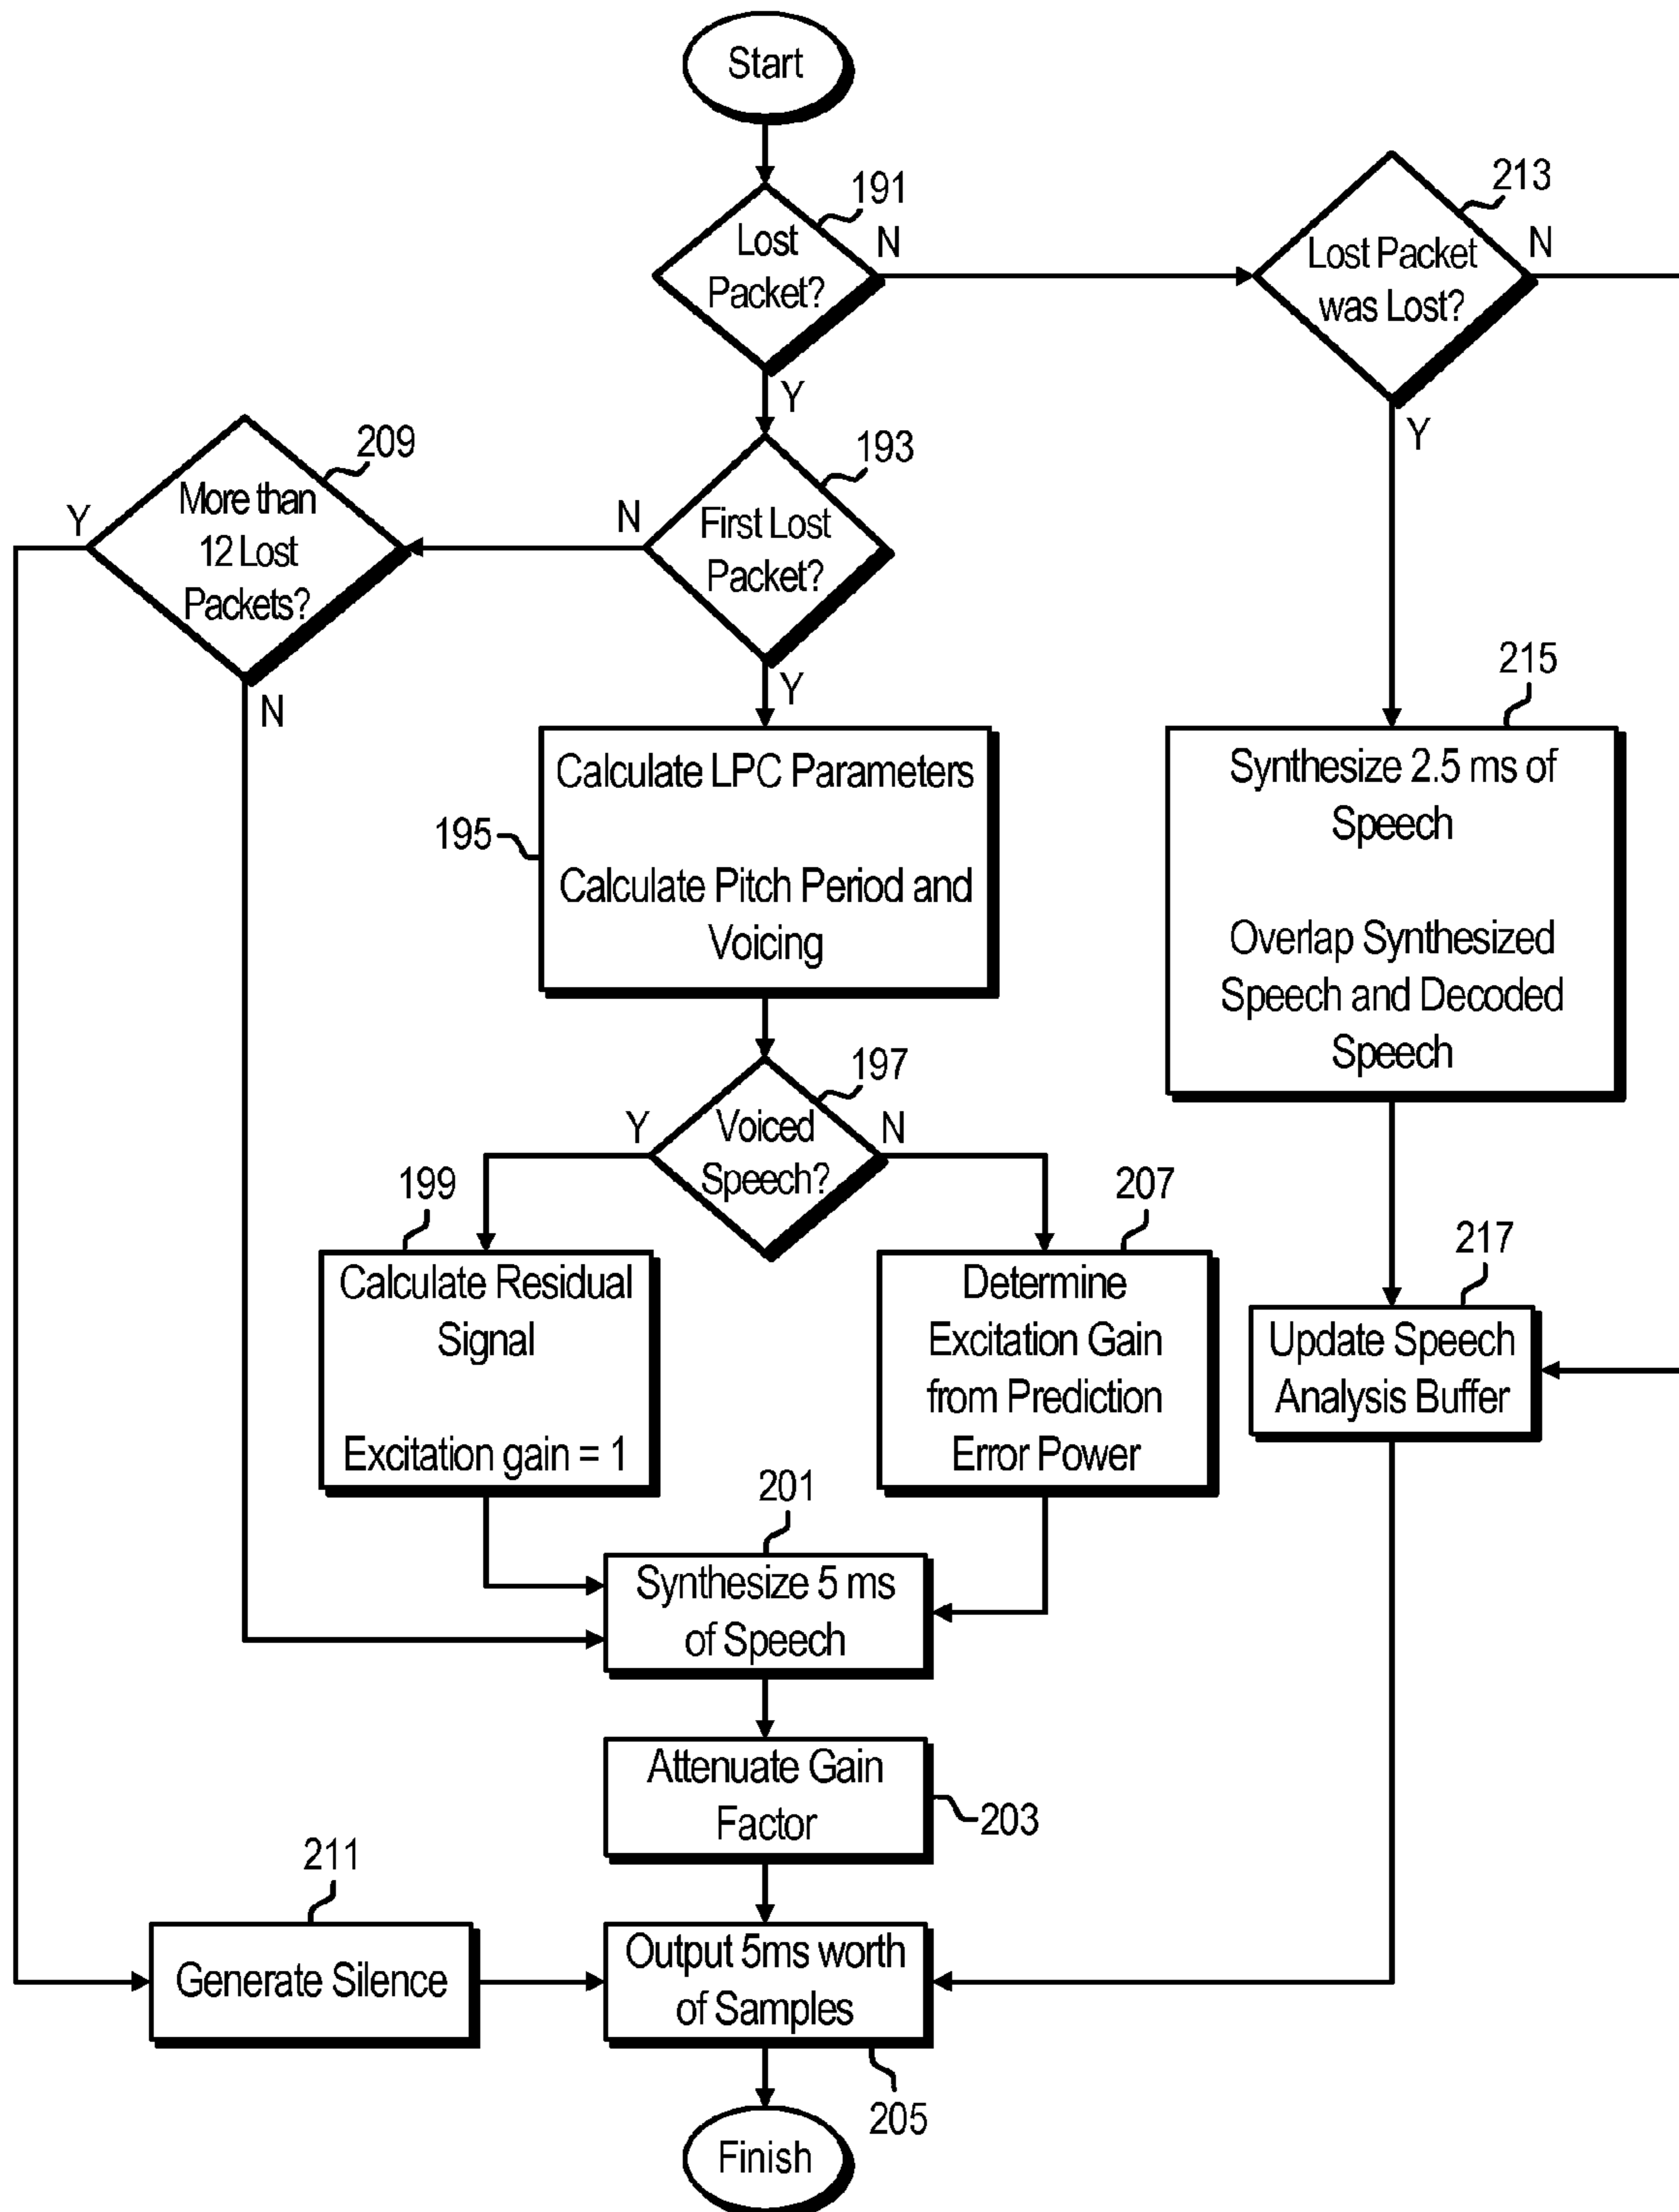 Start
191
Lost
Packet?
N
Y
213
Lost Packet
was Lost?
N
Y
209
More than
12 Lost
Packets?
Y
N
193
First Lost
Packet?
N
Y
195
Calculate LPC Parameters
Calculate Pitch Period and
Voicing
215
Synthesize 2.5 ms of
Speech
Overlap Synthesized
Speech and Decoded
Speech
197
Voiced
Speech?
Y
N
199
Calculate Residual
Signal
Excitation gain = 1
207
Determine
Excitation Gain
from Prediction
Error Power
217
Update Speech
Analysis Buffer
201
Synthesize 5 ms
of Speech
Attenuate Gain
Factor
203
211
Generate Silence
Output 5ms worth
of Samples
205
Finish